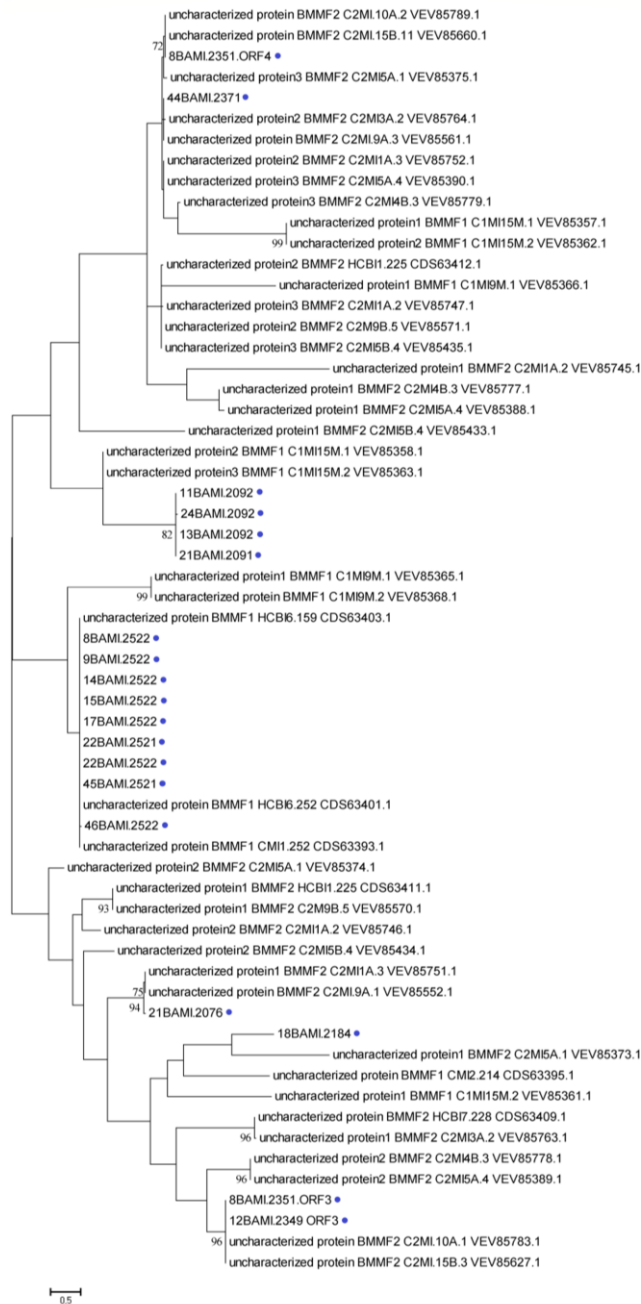 uncharacterized protein BMMF2 C2MI.10A.2 VEV85789.1
uncharacterized protein BMMF2 C2MI.15B.11 VEV85660.1
72
8BAMI.2351.ORF4
uncharacterized protein3 BMMF2 C2MI5A.1 VEV85375.1
44BAMI.2371
uncharacterized protein2 BMMF2 C2MI3A.2 VEV85764.1
uncharacterized protein BMMF2 C2MI.9A.3 VEV85561.1
uncharacterized protein2 BMMF2 C2MI1A.3 VEV85752.1
uncharacterized protein3 BMMF2 C2MI5A.4 VEV85390.1
uncharacterized protein3 BMMF2 C2MI4B.3 VEV85779.1
uncharacterized protein1 BMMF1 C1MI15M.1 VEV85357.1
99
uncharacterized protein2 BMMF1 C1MI15M.2 VEV85362.1
uncharacterized protein2 BMMF2 HCBI1.225 CDS63412.1
uncharacterized protein1 BMMF1 C1MI9M.1 VEV85366.1
uncharacterized protein3 BMMF2 C2MI1A.2 VEV85747.1
uncharacterized protein2 BMMF2 C2M9B.5 VEV85571.1
uncharacterized protein3 BMMF2 C2MI5B.4 VEV85435.1
uncharacterized protein1 BMMF2 C2MI1A.2 VEV85745.1
uncharacterized protein1 BMMF2 C2MI4B.3 VEV85777.1
uncharacterized protein1 BMMF2 C2MI5A.4 VEV85388.1
uncharacterized protein1 BMMF2 C2MI5B.4 VEV85433.1
uncharacterized protein2 BMMF1 C1MI15M.1 VEV85358.1
uncharacterized protein3 BMMF1 C1MI15M.2 VEV85363.1
11BAMI.2092
24BAMI.2092
82
13BAMI.2092
21BAMI.2091
uncharacterized protein1 BMMF1 C1MI9M.1 VEV85365.1
99
uncharacterized protein BMMF1 C1MI9M.2 VEV85368.1
uncharacterized protein BMMF1 HCBI6.159 CDS63403.1
8BAMI.2522
9BAMI.2522
14BAMI.2522
15BAMI.2522
17BAMI.2522
22BAMI.2521
22BAMI.2522
45BAMI.2521
uncharacterized protein BMMF1 HCBI6.252 CDS63401.1
46BAMI.2522
uncharacterized protein BMMF1 CMI1.252 CDS63393.1
uncharacterized protein2 BMMF2 C2MI5A.1 VEV85374.1
uncharacterized protein1 BMMF2 HCBI1.225 CDS63411.1
93
uncharacterized protein1 BMMF2 C2M9B.5 VEV85570.1
uncharacterized protein2 BMMF2 C2MI1A.2 VEV85746.1
uncharacterized protein2 BMMF2 C2MI5B.4 VEV85434.1
uncharacterized protein1 BMMF2 C2MI1A.3 VEV85751.1
75
uncharacterized protein BMMF2 C2MI.9A.1 VEV85552.1
94
21BAMI.2076
18BAMI.2184
uncharacterized protein1 BMMF2 C2MI5A.1 VEV85373.1
uncharacterized protein BMMF1 CMI2.214 CDS63395.1
uncharacterized protein1 BMMF1 C1MI15M.2 VEV85361.1
uncharacterized protein BMMF2 HCBI7.228 CDS63409.1
96
uncharacterized protein1 BMMF2 C2MI3A.2 VEV85763.1
uncharacterized protein2 BMMF2 C2MI4B.3 VEV85778.1
96
uncharacterized protein2 BMMF2 C2MI5A.4 VEV85389.1
8BAMI.2351.ORF3
12BAMI.2349 ORF3
96
uncharacterized protein BMMF2 C2MI.10A.1 VEV85783.1
uncharacterized protein BMMF2 C2MI.15B.3 VEV85627.1
0.5